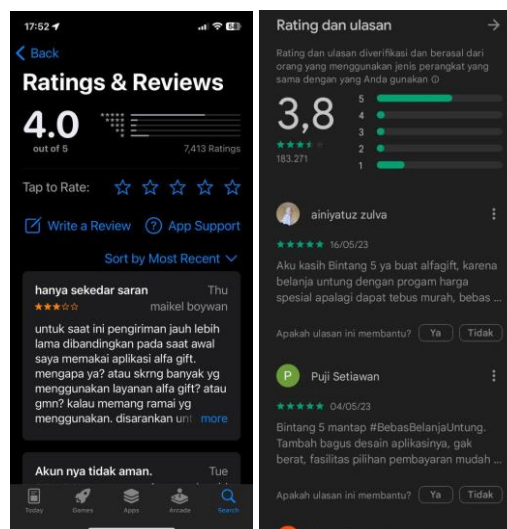 17:52
Back
Ratings & Reviews
4.0
out of 5
7,413 Ratings
Tap to Rate:
Write a Review
App Support
Sort by Most Recent
hanya sekedar saran
Thu
maikel boywan
untuk saat ini pengiriman jauh lebih
lama dibandingkan pada saat awal
saya memakai aplikasi alfa gift.
mengapa ya? atau skrng banyak yg
menggunakan layanan alfa gift? atau
gmn? kalau memang ramai yg
menggunakan. disarankan
more
Akun nya tidak aman.
Tue
Today
Games
Apps
Arcade
Search
Rating dan ulasan
Rating dan ulasan diverifikasi dan berasal dari
orang yang menggunakan jenis perangkat yang
sama dengan yang Anda gunakan
3,8
183.271
5
4
3
2
1
ainiyatuz zulva
16/05/23
Aku kasih Bintang 5 ya buat alfagift, karena
belanja untung dengan progam harga
spesial apalagi dapat tebus murah, bebas ...
Apakah ulasan ini membantu?
Ya
Tidak
P
Puji Setiawan
04/05/23
Bintang 5 mantap #BebasBelanjaUntung.
Tambah bagus desain aplikasinya, gak
berat, fasilitas pilihan pembayaran mudah ...
Apakah ulasan ini membantu?
Ya
Tidak